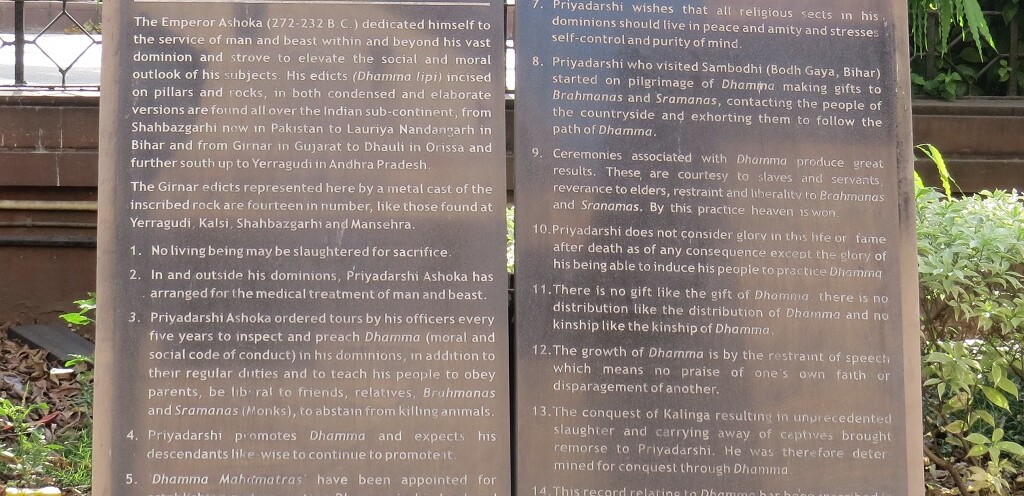 The Emperor Ashoka (272-232 B.C.) dedicated himself to
the service of man and beast within and beyond his vast
dominion and strove to elevate the social and moral
outlook of his subjects. His edicts (Dhamma lipi) incised
on pillars and rocks, in both condensed and elaborate
versions are found all over the Indian sub-continent, from
Shahbazgarhi now in Pakistan to Lauriya Nandangarh in
Bihar and from Girnar in Gujarat to Dhauli in Orissa and
further south up to Yerragudi in Andhra Pradesh.
The Girnar edicts represented here by a metal cast of the
inscribed rock are fourteen in number, like those found at
Yerragudi, Kalsi, Shahbazgarhi and Mansehra.
1. No living being may be slaughtered for sacrifice.
2. In and outside his dominions, Priyadarshi Ashoka has
arranged for the medical treatment of man and beast.
3. Priyadarshi Ashoka ordered tours by his officers every
five years to inspect and preach Dhamma (moral and
social code of conduct) in his dominions, in addition to
their regular duties and to teach his people to obey
parents, be liberal to friends, relatives, Brahmanas
and Sramanas (Monks), to abstain from killing animals.
4. Priyadarshi promotes Dhamma and expects his
descendants like-wise to continue to promote it.
5. 'Dhamma Mahamatras' have been appointed for
7. Priyadarshi wishes that all religious sects in his
dominions should live in peace and amity and stresses
self-control and purity of mind.
8. Priyadarshi who visited Sambodhi (Bodh Gaya, Bihar)
started on pilgrimage of Dhamma making gifts to
Brahmanas and Sramanas, contacting the people of
the countryside and exhorting them to follow the
path of Dhamma.
9. Ceremonies associated with Dhamma produce great
results. These are courtesy to slaves and servants,
reverance to elders, restraint and liberality to Brahmanas
and Sranamas. By this practice heaven is won.
10. Priyadarshi does not consider glory in this life or fame
after death as of any consequence except the glory of
his being able to induce his people to practice Dhamma
11. There is no gift like the gift of Dhamma there is no
distribution like the distribution of Dhamma and no
kinship like the kinship of Dhamma.
12. The growth of Dhamma is by the restraint of speech
which means no praise of one's own faith or
disparagement of another.
13. The conquest of Kalinga resulting in unprecedented
slaughter and carrying away of captives brought
remorse to Priyadarshi. He was therefore deter
mined for conquest through Dhamma.
14. This record relating to Dhamma has been